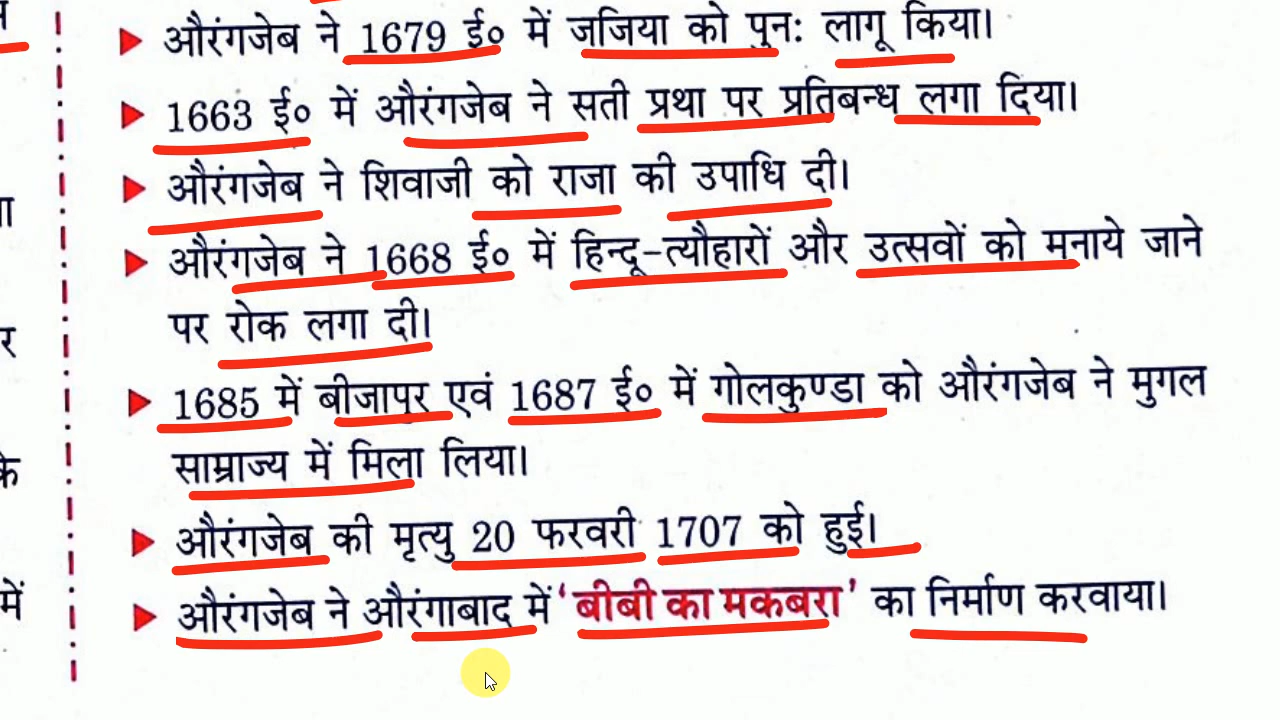 ▶ औरंगजेब ने 1679 ई० में जजिया को पुनः लागू किया।
▶ 1663 ई० में औरंगजेब ने सती प्रथा पर प्रतिबन्ध लगा दिया।
▶ औरंगजेब ने शिवाजी को राजा की उपाधि दी।
▶ औरंगजेब ने 1668 ई० में हिन्दू-त्यौहारों और उत्सवों को मनाये जाने
पर रोक लगा दी।
▶ 1685 में बीजापुर एवं 1687 ई० में गोलकुण्डा को औरंगजेब ने मुगल
साम्राज्य में मिला लिया।
▶ औरंगजेब की मृत्यु 20 फरवरी 1707 को हुई।
▶ औरंगजेब ने औरंगाबाद में 'बीबी का मकबरा' का निर्माण करवाया।
में